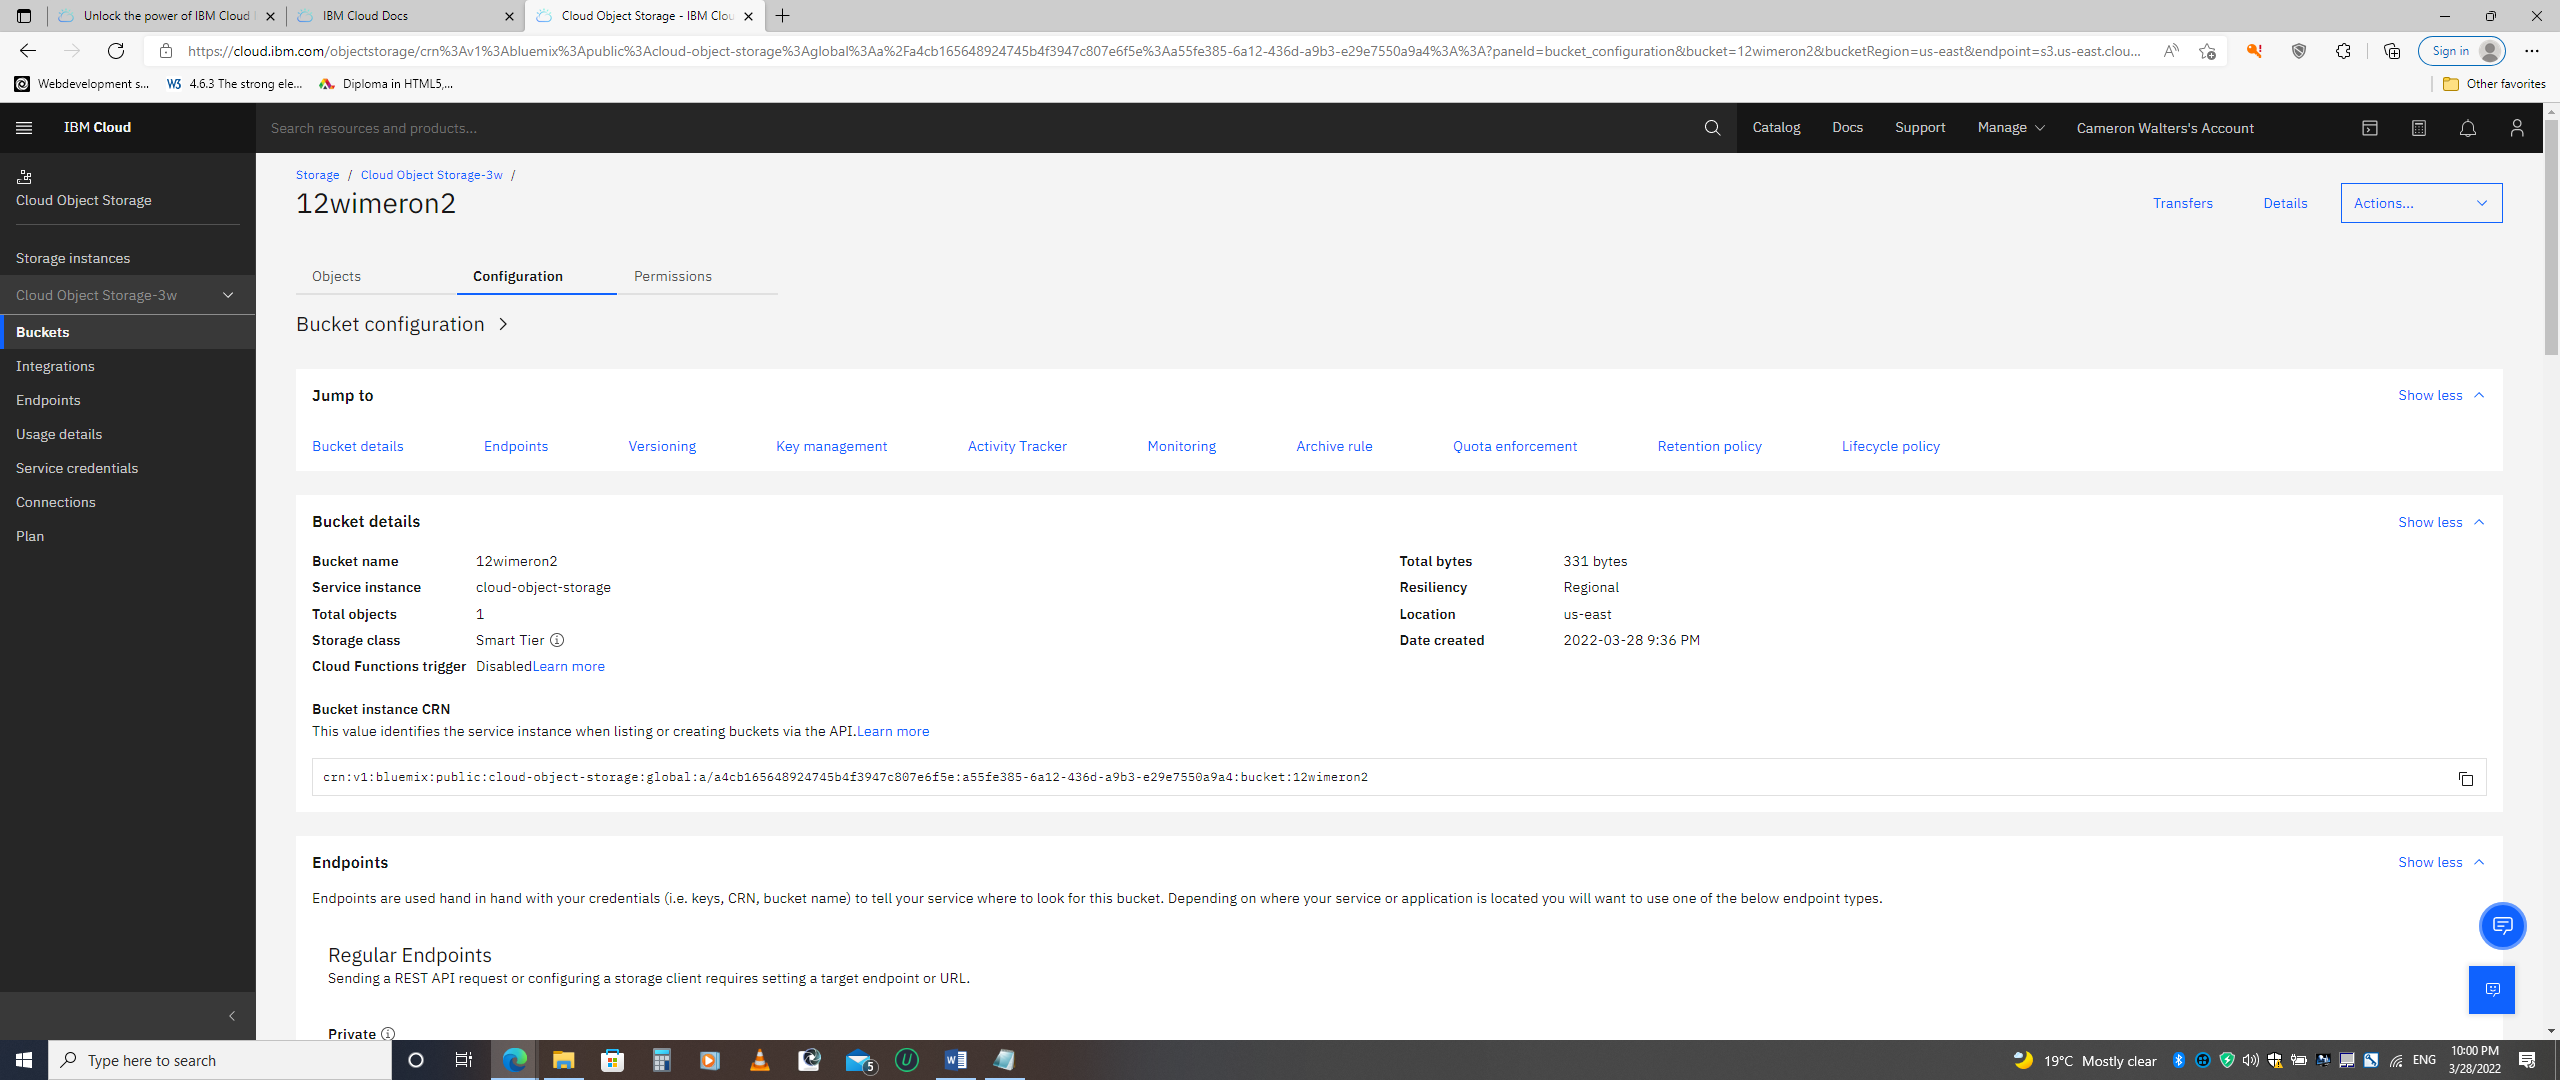 Unlock the power of IBM Cloud
IBM Cloud Docs
Cloud Object Storage - IBM Clou
https://cloud.ibm.com/objectstorage/crn%3Av1%3Abluemix%3Apublic%3Acloud-object-storage%3Aglobal%3Aa%2Fa4cb165648924745b4f3947c807e6f5e%3Aa55fe385-6a12-436d-a9b3-e29e7550a9a4%3A%3A?paneId=bucket_configuration&bucket=12wimeron2&bucketRegion=us-east&endpoint=s3.us-east.clou...
Sign in
Webdevelopment s...
4.6.3 The strong ele...
Diploma in HTML5,...
Other favorites
IBM Cloud
Search resources and products...
Catalog
Docs
Support
Manage
Cameron Walters's Account
Cloud Object Storage
Storage instances
Cloud Object Storage-3w
Buckets
Integrations
Endpoints
Usage details
Service credentials
Connections
Plan
Storage / Cloud Object Storage-3w /
12wimeron2
Transfers
Details
Actions...
Objects
Configuration
Permissions
Bucket configuration
Jump to
Show less
Bucket details
Endpoints
Versioning
Key management
Activity Tracker
Monitoring
Archive rule
Quota enforcement
Retention policy
Lifecycle policy
Bucket details
Show less
Bucket name 12wimeron2
Service instance cloud-object-storage
Total objects 1
Storage class Smart Tier
Cloud Functions trigger DisabledLearn more
Total bytes 331 bytes
Resiliency Regional
Location us-east
Date created 2022-03-28 9:36 PM
Bucket instance CRN
This value identifies the service instance when listing or creating buckets via the API.Learn more
crn:v1:bluemix:public:cloud-object-storage:global:a/a4cb165648924745b4f3947c807e6f5e:a55fe385-6a12-436d-a9b3-e29e7550a9a4:bucket:12wimeron2
Endpoints
Show less
Endpoints are used hand in hand with your credentials (i.e. keys, CRN, bucket name) to tell your service where to look for this bucket. Depending on where your service or application is located you will want to use one of the below endpoint types.
Regular Endpoints
Sending a REST API request or configuring a storage client requires setting a target endpoint or URL.
Private
Type here to search
5
19°C Mostly clear
ENG
10:00 PM
3/28/2022